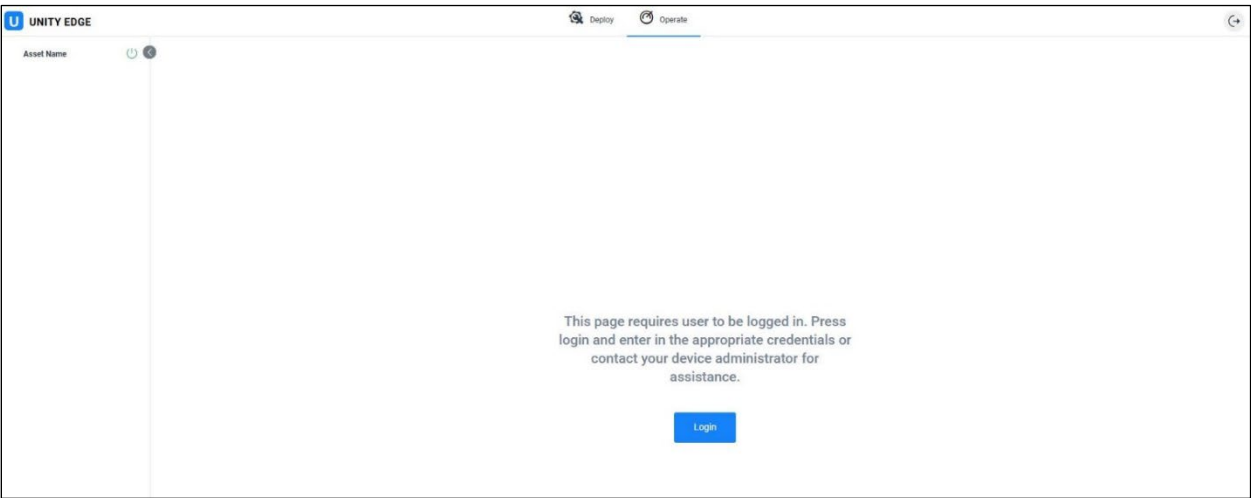 U UNITY EDGE
Deploy
Operate
Asset Name
This page requires user to be logged in. Press
login and enter in the appropriate credentials or
contact your device administrator for
assistance.
Login